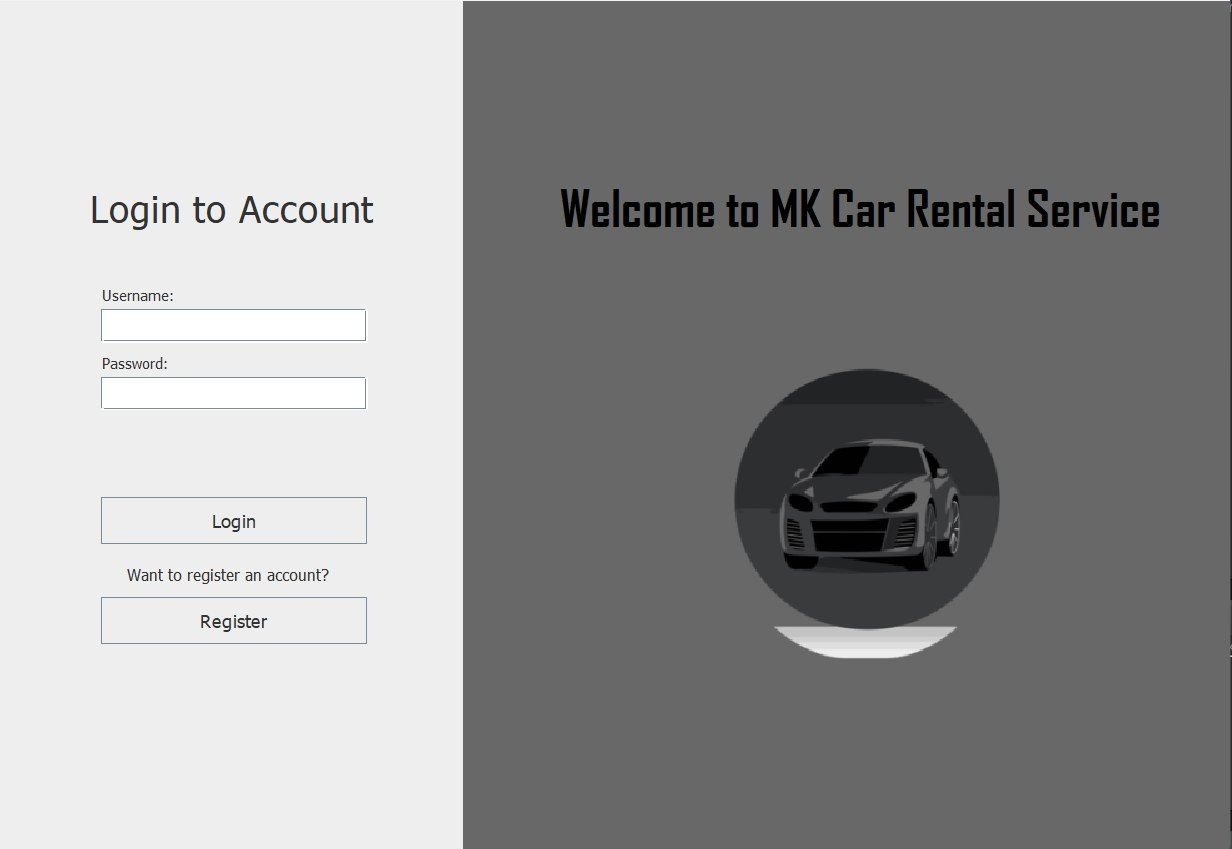 Login to Account
Username:
Password:
Login
Want to register an account?
Register
Welcome to MK Car Rental Service